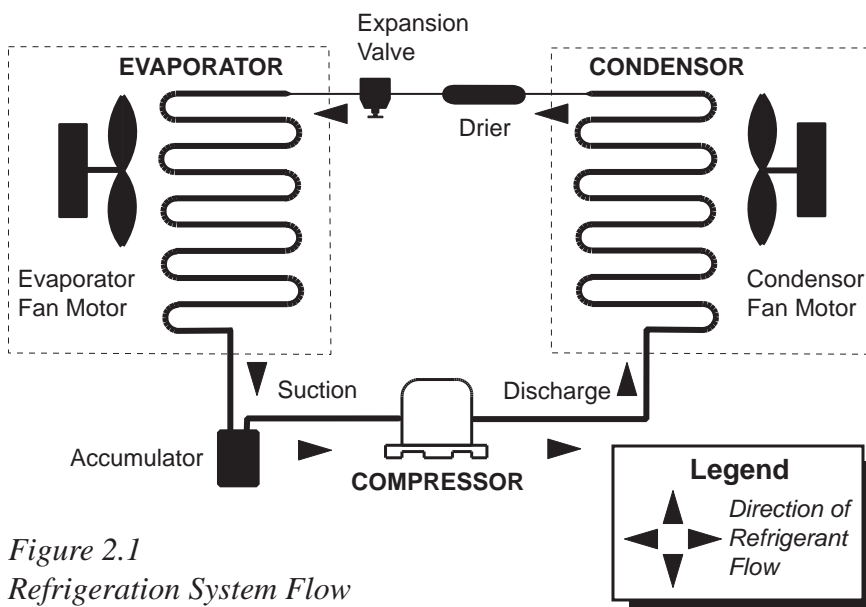 Expansion
Valve
EVAPORATOR
CONDENSOR
Drier
Evaporator
Fan Motor
Condensor
Fan Motor
Suction
Discharge
Accumulator
COMPRESSOR
Legend
Direction of
Refrigerant
Flow
Figure 2.1
Refrigeration System Flow